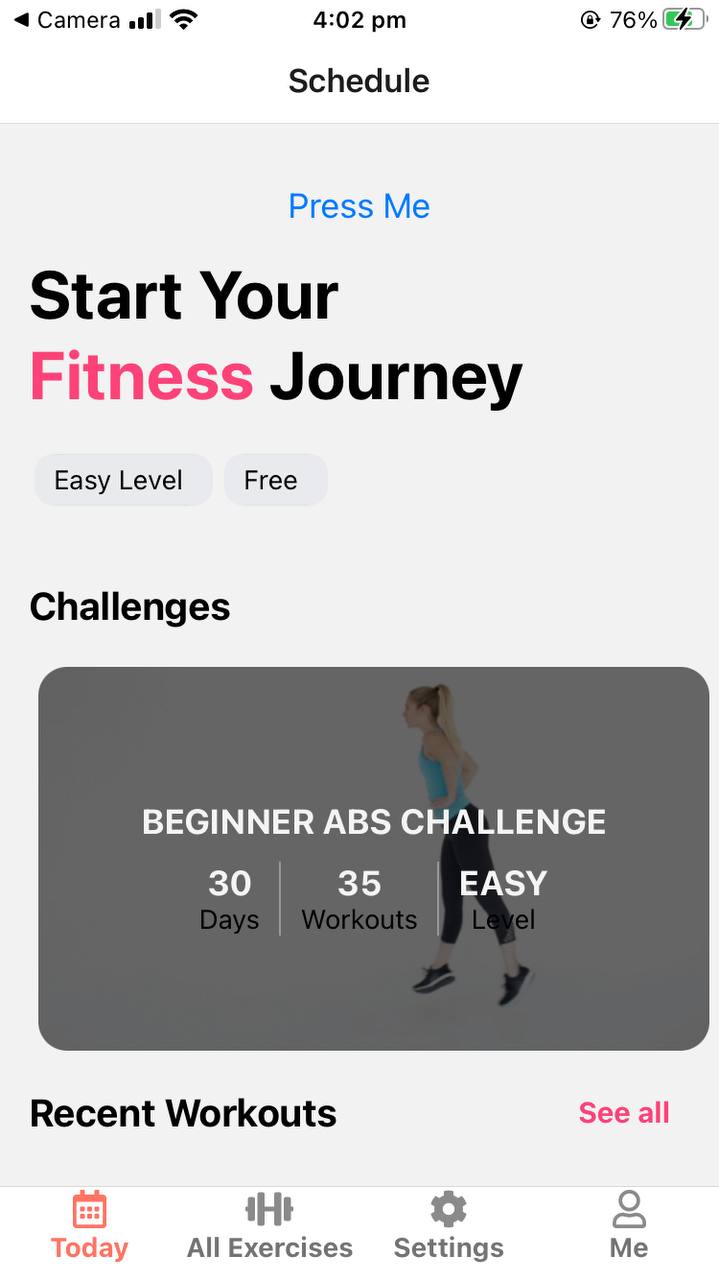 Camera 4:02 pm 76%
Schedule
Press Me
Start Your
Fitness Journey
Easy Level Free
Challenges
BEGINNER ABS CHALLENGE
30 35 EASY
Days Workouts Level
Recent Workouts See all
Today All Exercises Settings Me